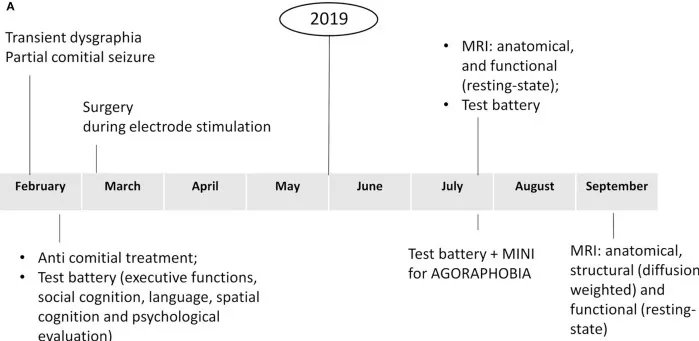 A
2019
Transient dysgraphia
Partial comitial seizure
Surgery
during electrode stimulation
• MRI: anatomical,
and functional
(resting-state);
• Test battery
February March April May June July August September
• Anti comitial treatment;
• Test battery (executive functions,
social cognition, language, spatial
cognition and psychological
evaluation)
Test battery + MINI
for AGORAPHOBIA
MRI: anatomical,
structural (diffusion
weighted) and
functional (resting-
state)